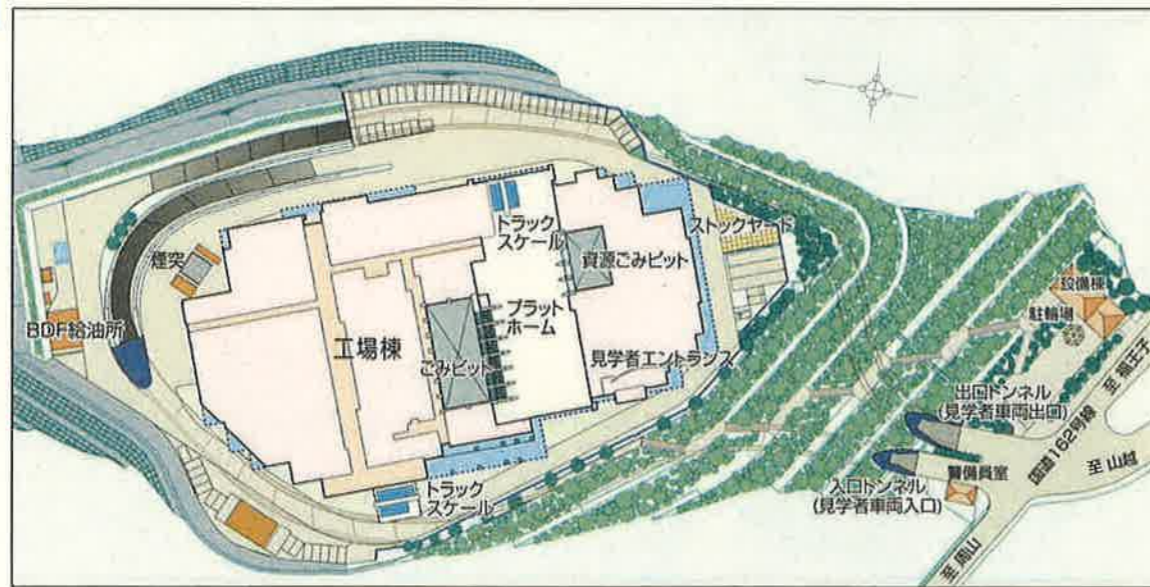 トラック
スケール
ストックヤード
資源ごみピット
煙突
設備棟
駐輪場
プラット
ホーム
BDF給油所
工場棟
ごみピット
見学者エントランス
至 福王子
出口トンネル
(見学者車両出口)
国道162号線
至 山越
警備員室
入口トンネル
(見学者車両入口)
トラック
スケール
至 周山